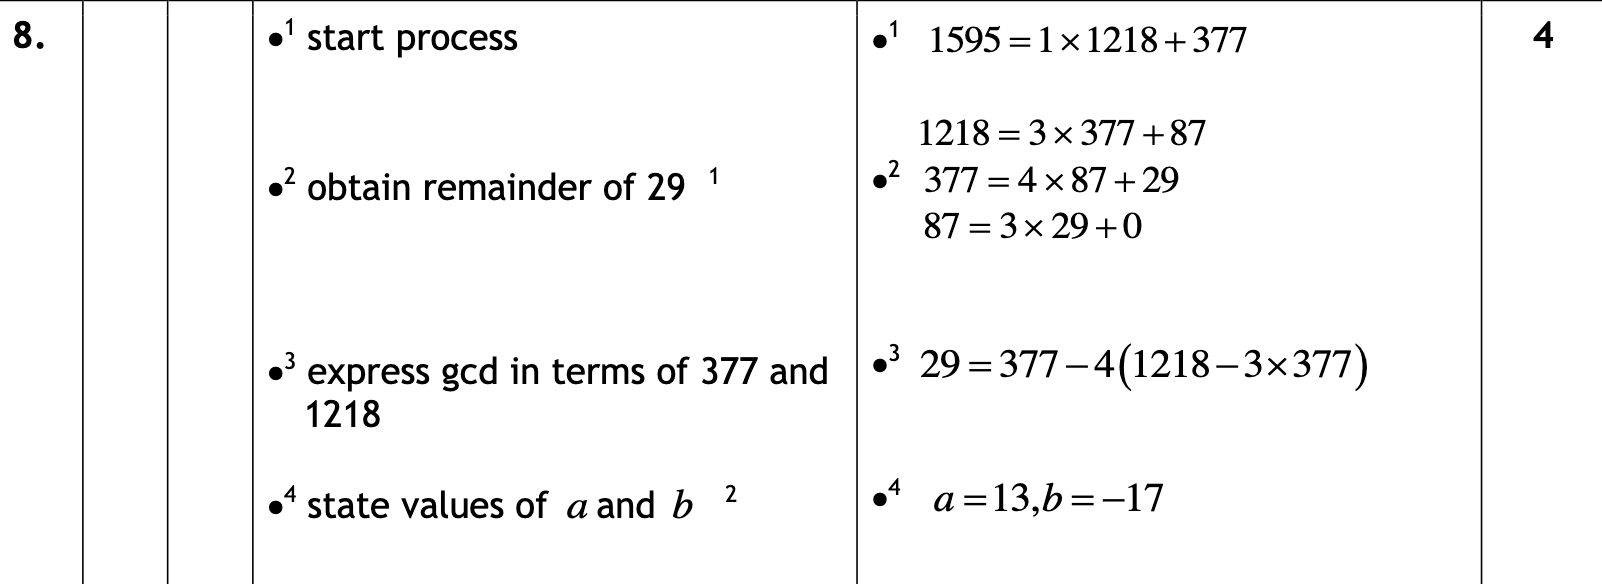 8.
•¹ start process
•¹ 1595 = 1 × 1218 + 377
4
1218 = 3 × 377 + 87
•² obtain remainder of 29 ¹
•² 377 = 4 × 87 + 29
87 = 3 × 29 + 0
•³ express gcd in terms of 377 and
1218
•³ 29 = 377 − 4(1218 − 3 × 377)
•⁴ state values of a and b ²
•⁴ a = 13, b = −17